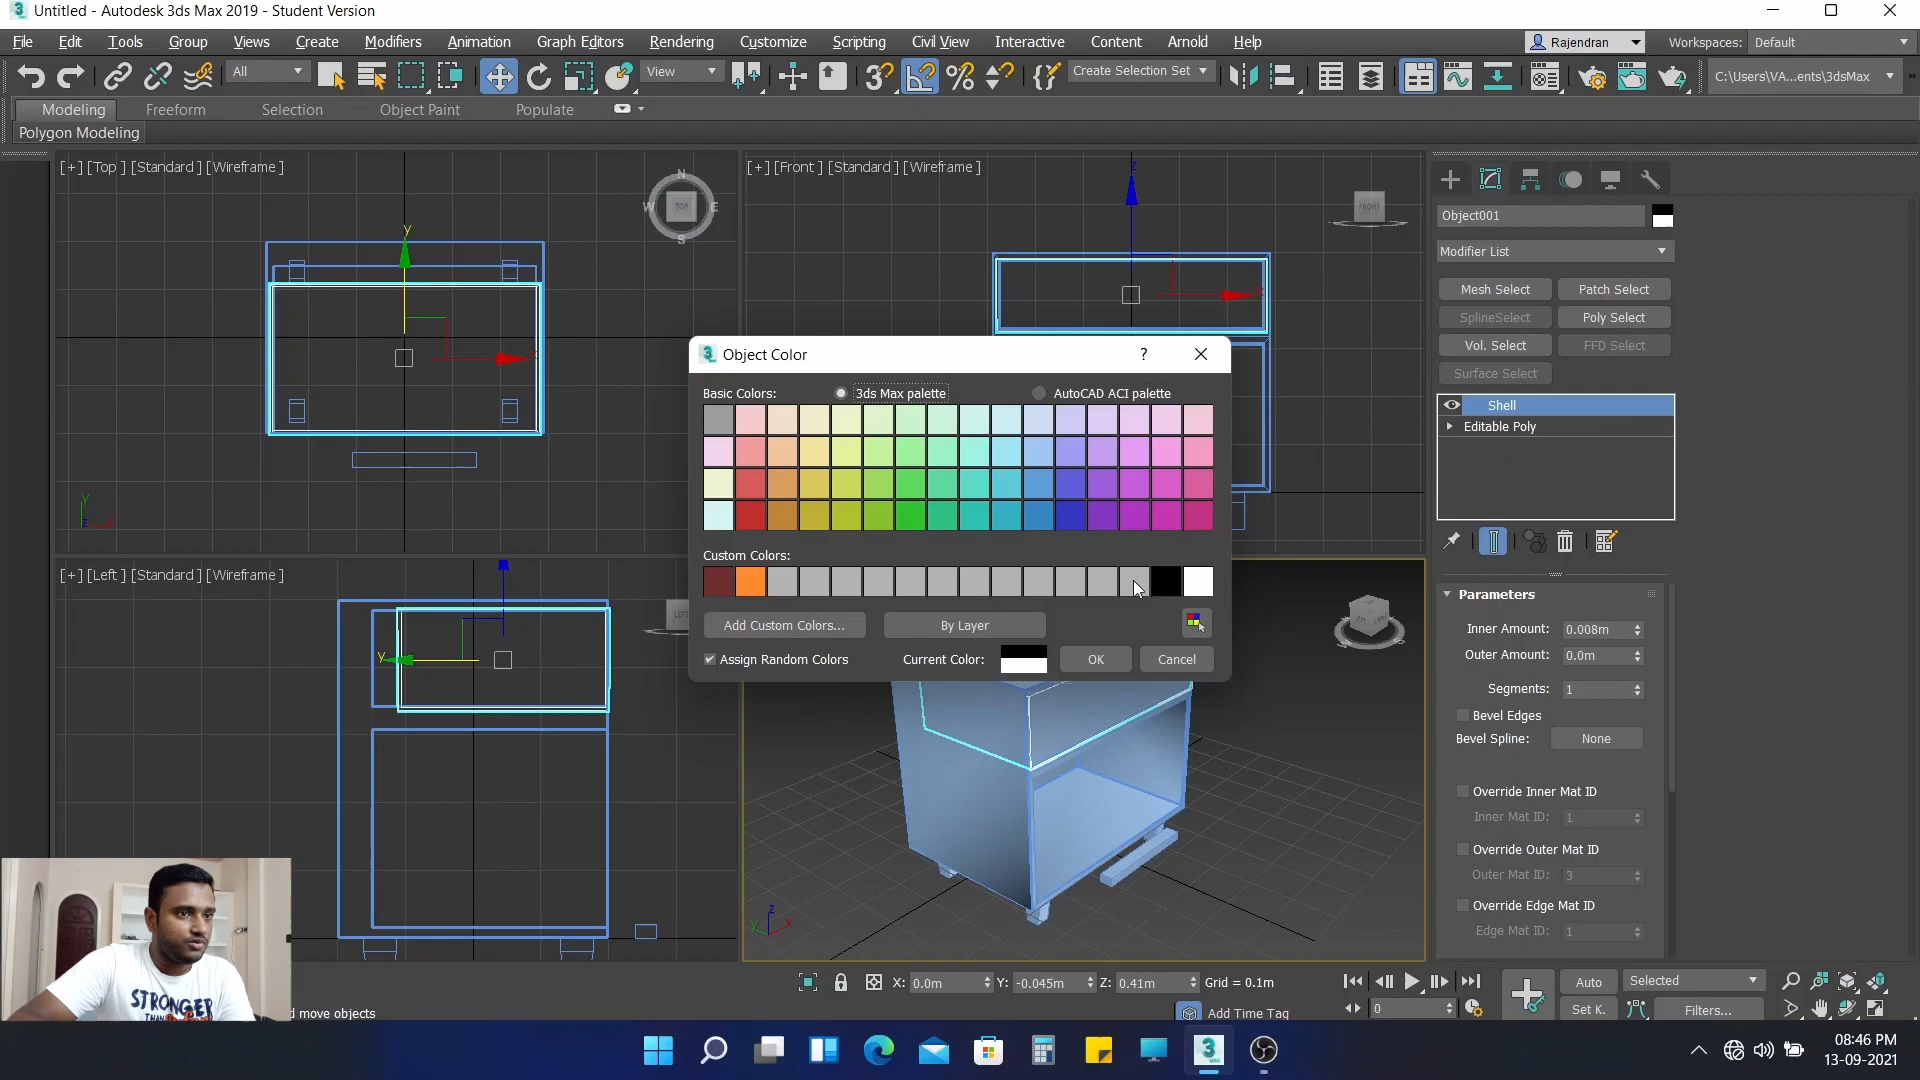 Untitled - Autodesk 3ds Max 2019 - Student Version
File Edit Tools Group Views Create Modifiers Animation Graph Editors Rendering Customize Scripting Civil View Interactive Content Arnold Help
Rajendran
Workspaces: Default
All
View
Create Selection Set
C:\Users\VA...ents\3dsMax
Modeling Freeform Selection Object Paint Populate
Polygon Modeling
[+] [Top ] [Standard ] [Wireframe ]
[+] [Front ] [Standard ] [Wireframe ]
N
W TOP E
S
FRONT
y
z
x
x
y
z
Object001
Modifier List
Mesh Select Patch Select
SplineSelect Poly Select
Vol. Select FFD Select
Surface Select
Shell
Editable Poly
Object Color
?
Basic Colors: 3ds Max palette AutoCAD ACI palette
Custom Colors:
Add Custom Colors... By Layer
Assign Random Colors Current Color: OK Cancel
[+] [Left ] [Standard ] [Wireframe ]
y
z
x
y
Parameters
Inner Amount: 0.008m
Outer Amount: 0.0m
Segments: 1
Bevel Edges
Bevel Spline: None
Override Inner Mat ID
Inner Mat ID: 1
Override Outer Mat ID
Outer Mat ID: 3
Override Edge Mat ID
Edge Mat ID: 1
STRONGER
THAN
d move objects
X: 0.0m Y: -0.045m Z: 0.41m Grid = 0.1m
Add Time Tag
0
Auto Selected
Set K. Filters...
08:46 PM
13-09-2021